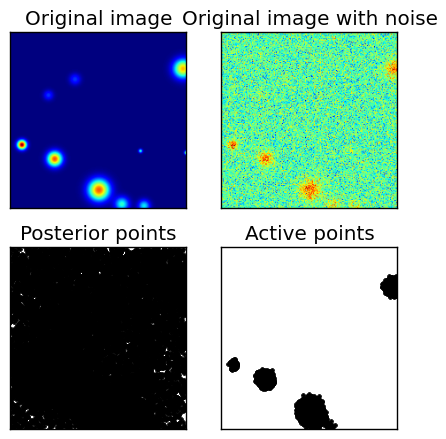 Original image
Original image with noise
Posterior points
Active points